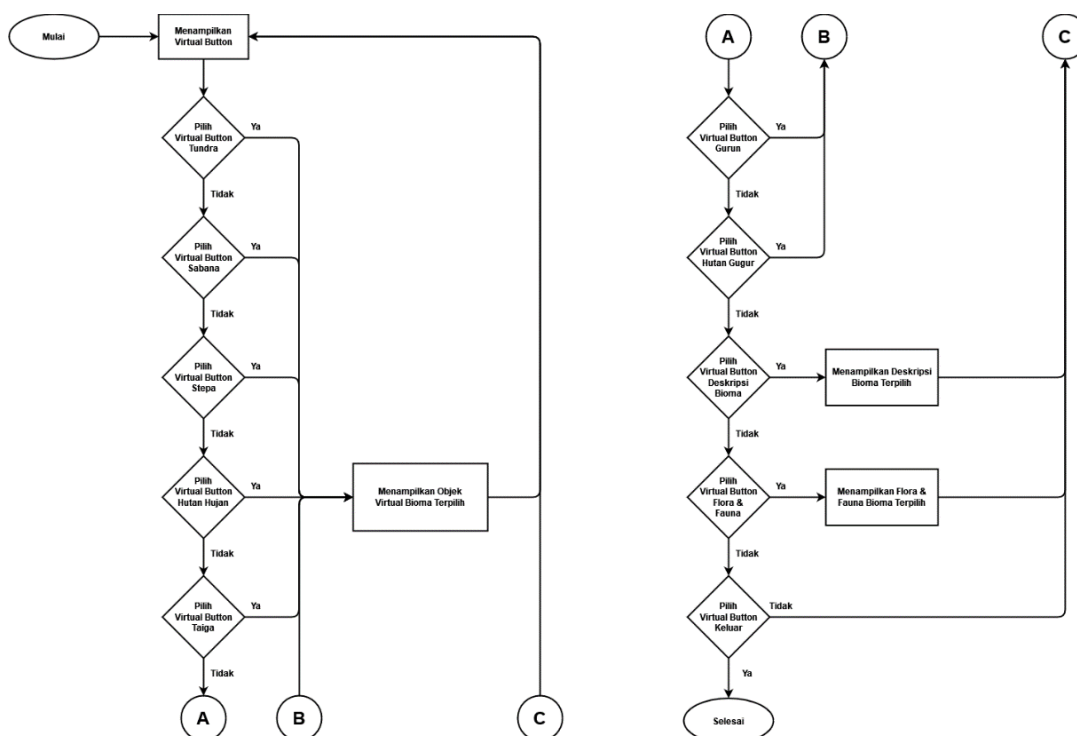 Mulai
Menampilkan
Virtual Button
Pilih
Virtual Button
Tundra
Ya
Tidak
Pilih
Virtual Button
Sabana
Ya
Tidak
Pilih
Virtual Button
Stepa
Ya
Tidak
Pilih
Virtual Button
Hutan Hujan
Ya
Menampilkan Objek
Virtual Bioma Terpilih
Tidak
Pilih
Virtual Button
Taiga
Ya
Tidak
A
B
C
A
B
C
Pilih
Virtual Button
Gurun
Ya
Tidak
Pilih
Virtual Button
Hutan Gugur
Ya
Tidak
Pilih
Virtual Button
Deskripsi
Bioma
Ya
Menampilkan Deskripsi
Bioma Terpilih
Tidak
Pilih
Virtual Button
Flora &
Fauna
Ya
Menampilkan Flora &
Fauna Bioma Terpilih
Tidak
Pilih
Virtual Button
Keluar
Tidak
Ya
Selesai